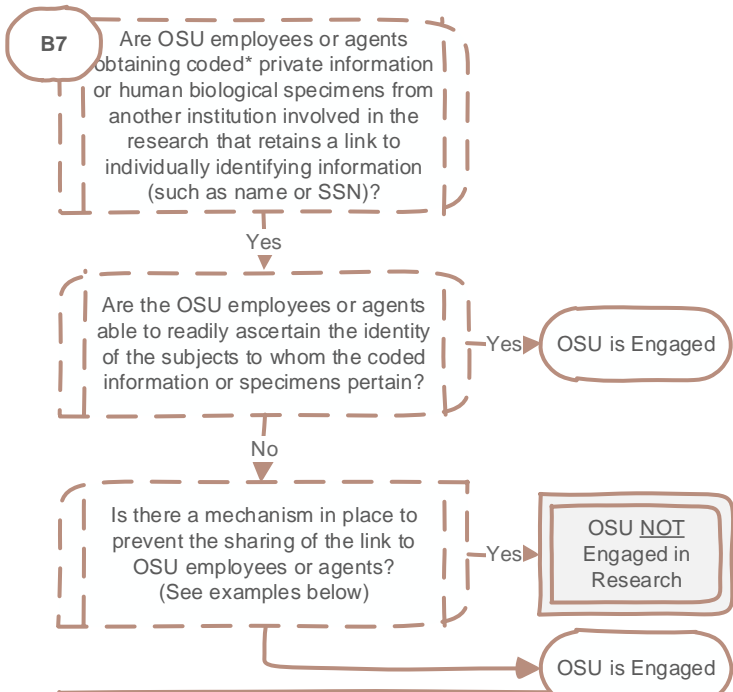 B7
Are OSU employees or agents
obtaining coded* private information
or human biological specimens from
another institution involved in the
research that retains a link to
individually identifying information
(such as name or SSN)?
Yes
Are the OSU employees or agents
able to readily ascertain the identity
of the subjects to whom the coded
information or specimens pertain?
Yes
OSU is Engaged
No
Is there a mechanism in place to
prevent the sharing of the link to
OSU employees or agents?
(See examples below)
Yes
OSU NOT
Engaged in
Research
OSU is Engaged